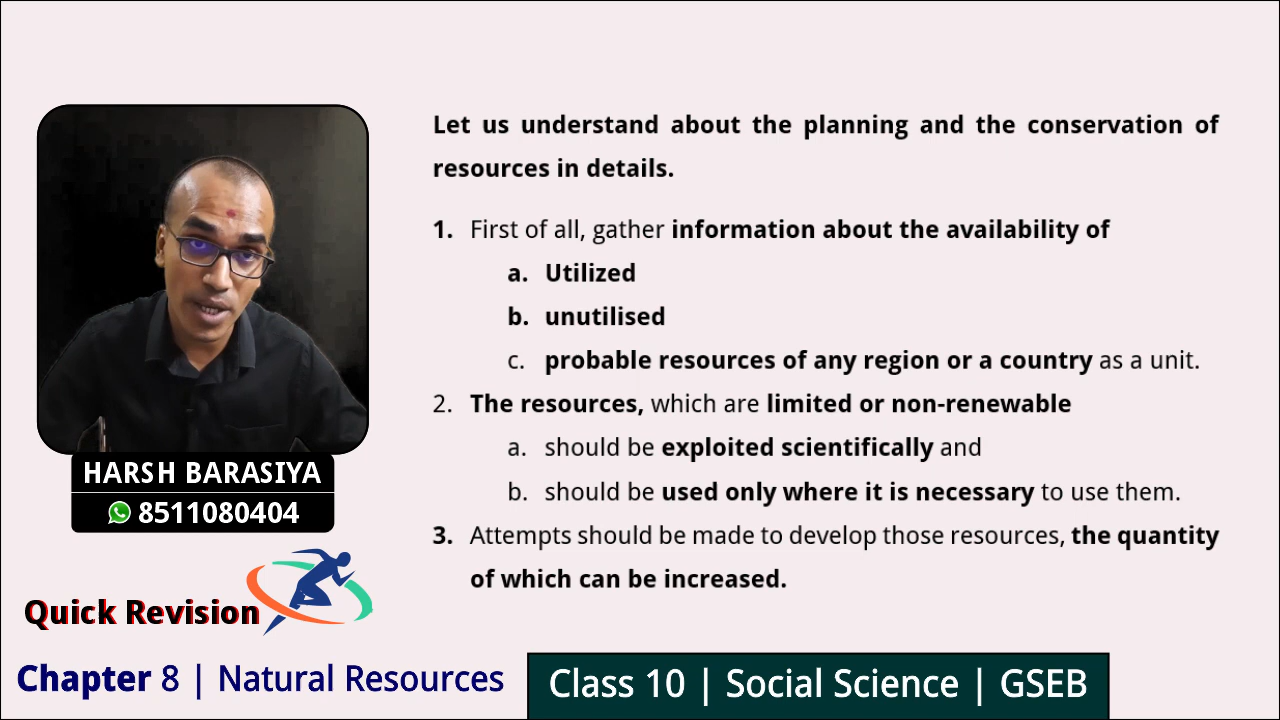 Let us understand about the planning and the conservation of
resources in details.
1. First of all, gather information about the availability of
a. Utilized
b. unutilised
c. probable resources of any region or a country as a unit.
2. The resources, which are limited or non-renewable
a. should be exploited scientifically and
b. should be used only where it is necessary to use them.
3. Attempts should be made to develop those resources, the quantity
of which can be increased.
HARSH BARASIYA
8511080404
Quick Revision
Chapter 8 | Natural Resources
Class 10 | Social Science | GSEB